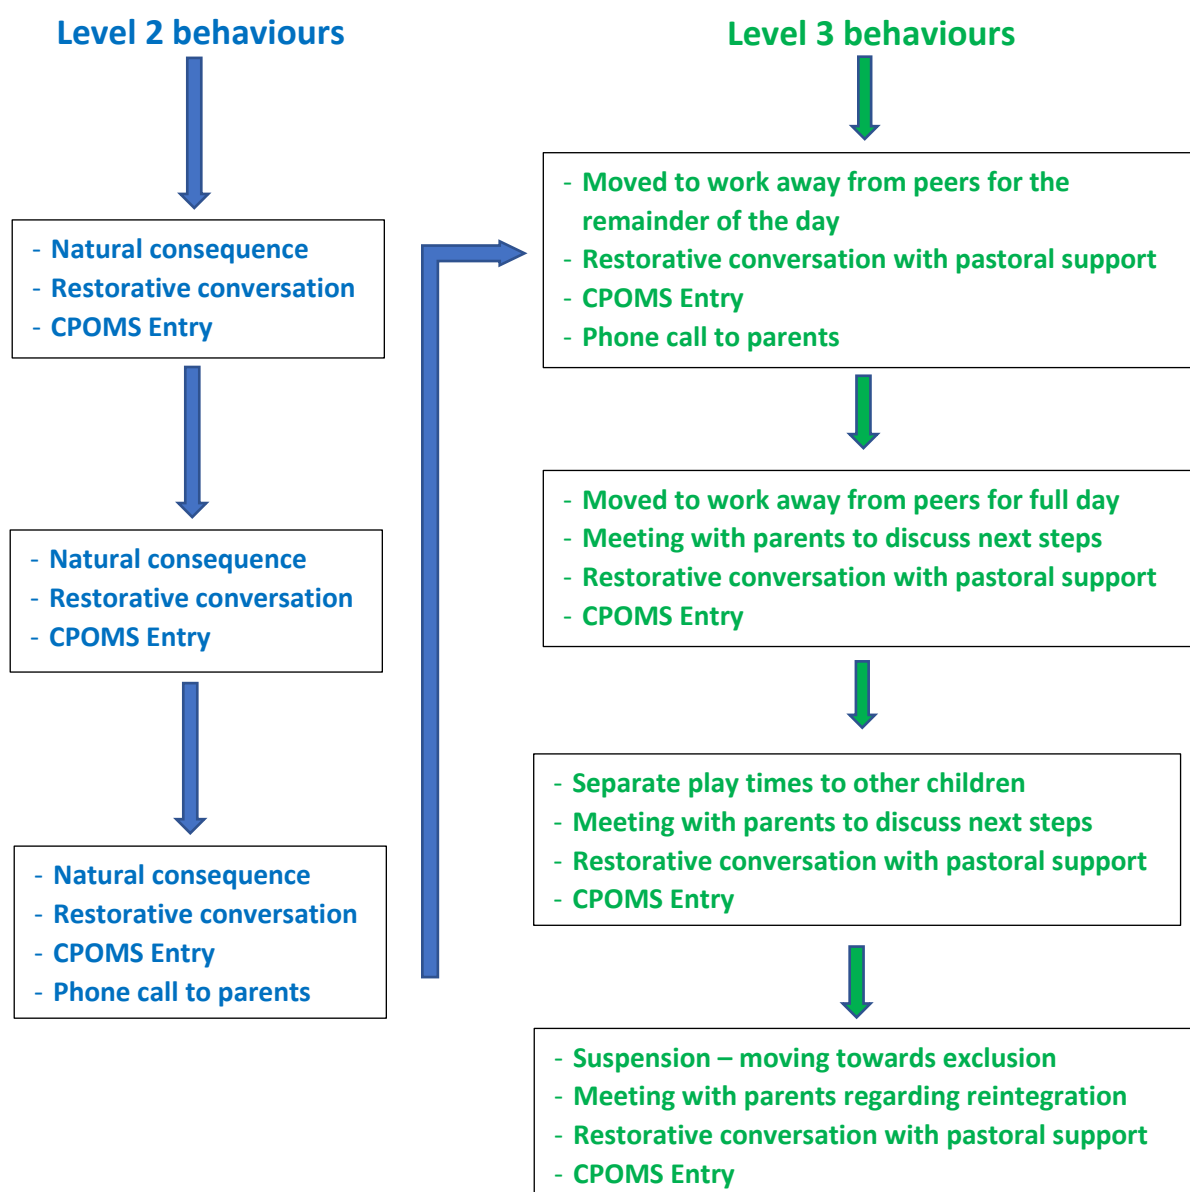 Level 2 behaviours
- Natural consequence
- Restorative conversation
- CPOMS Entry
- Natural consequence
- Restorative conversation
- CPOMS Entry
- Natural consequence
- Restorative conversation
- CPOMS Entry
- Phone call to parents
Level 3 behaviours
- Moved to work away from peers for the
remainder of the day
- Restorative conversation with pastoral support
- CPOMS Entry
- Phone call to parents
- Moved to work away from peers for full day
- Meeting with parents to discuss next steps
- Restorative conversation with pastoral support
- CPOMS Entry
- Separate play times to other children
- Meeting with parents to discuss next steps
- Restorative conversation with pastoral support
- CPOMS Entry
- Suspension – moving towards exclusion
- Meeting with parents regarding reintegration
- Restorative conversation with pastoral support
- CPOMS Entry